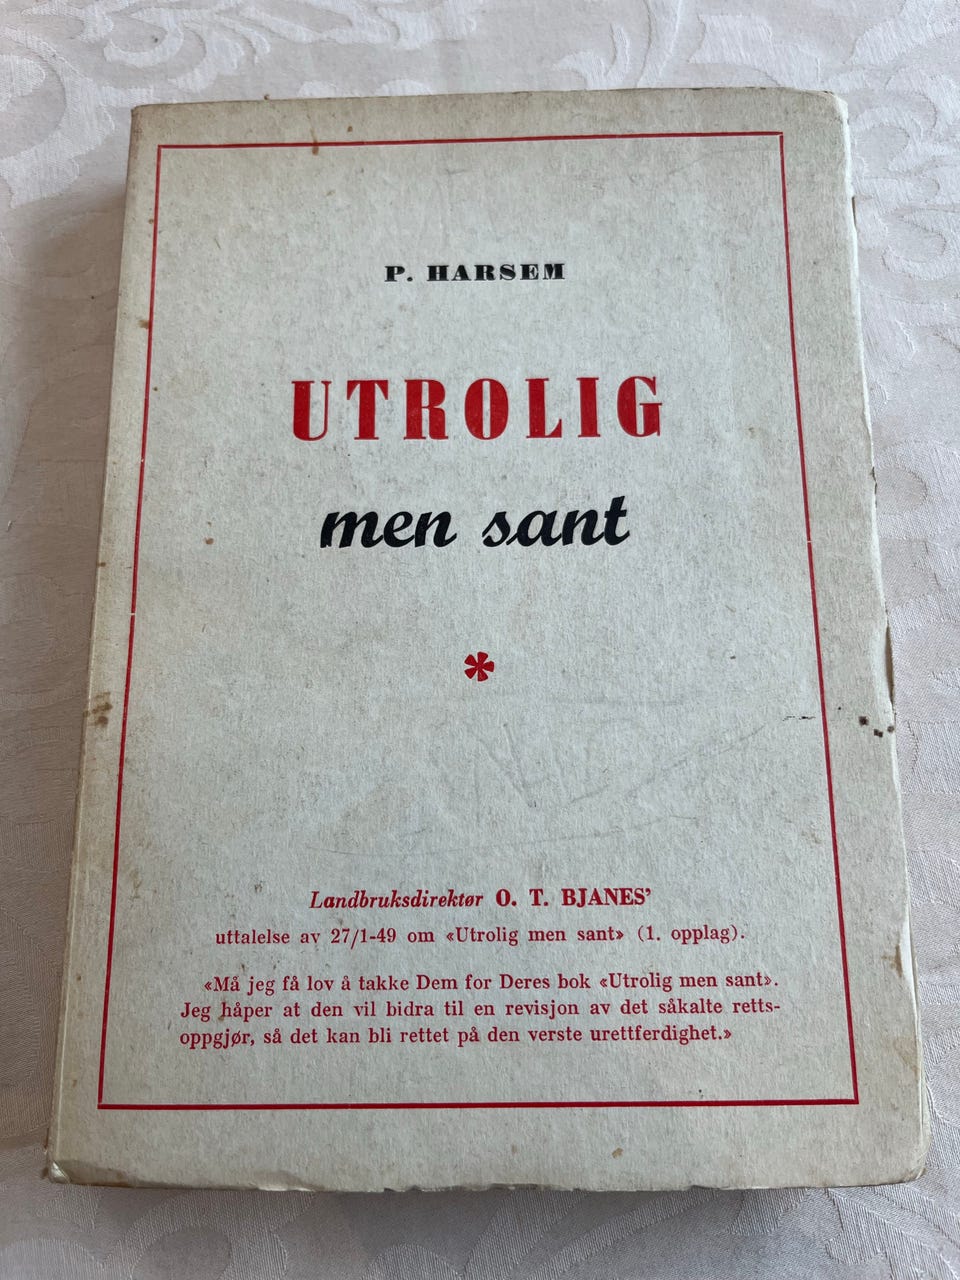 P. HARSEM
UTROLIG
men sant
*
Landbruksdirektør O. T. BJANES’
uttalelse av 27/1-49 om «Utrolig men sant» (1. opplag).
«Må jeg få lov å takke Dem for Deres bok «Utrolig men sant».
Jeg håper at den vil bidra til en revisjon av det såkalte retts-
oppgjør, så det kan bli rettet på den verste urettferdighet.»